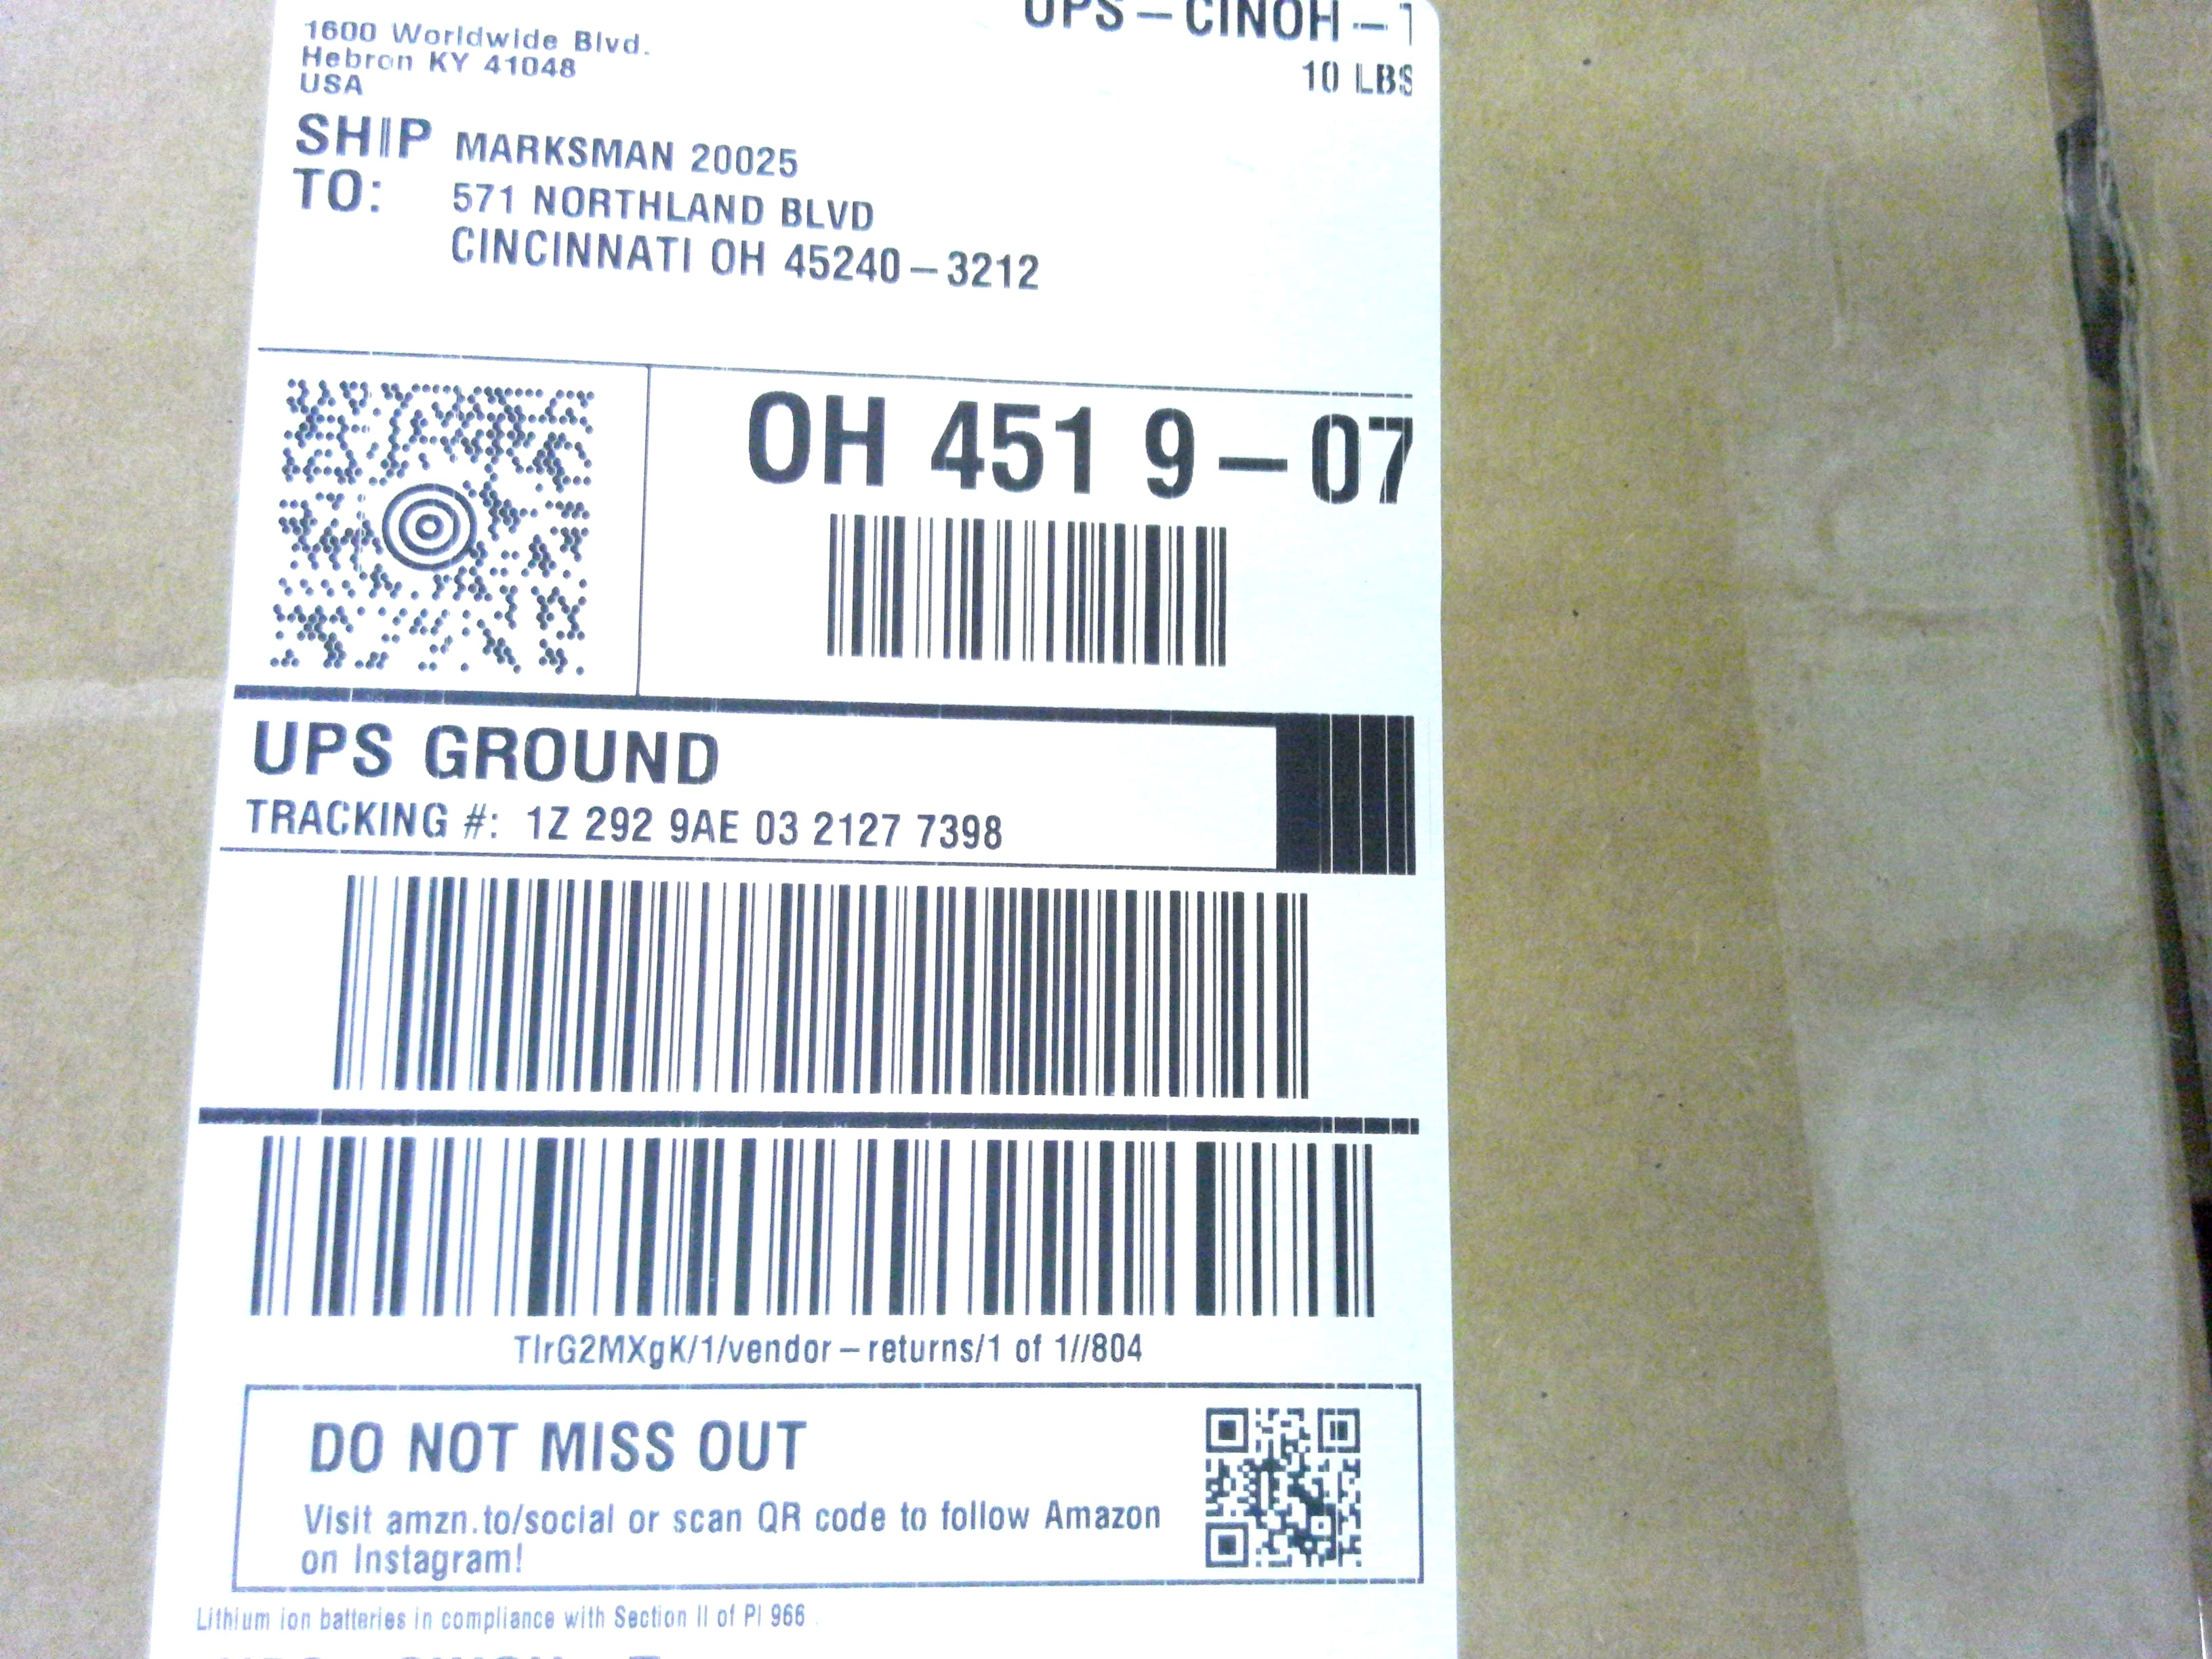 UPS-CINOH-1
1600 Worldwide Blvd.
Hebron KY 41048
USA
10 LBS
SHIP TO:
MARKSMAN 20025
571 NORTHLAND BLVD
CINCINNATI OH 45240-3212
OH 451 9-07
UPS GROUND
TRACKING #: 1Z 292 9AE 03 2127 7398
TIrG2MXgK/1/vendor-returns/1 of 1//804
DO NOT MISS OUT
Visit amzn.to/social or scan QR code to follow Amazon
on Instagram!
Lithium ion batteries in compliance with Section II of PI 966